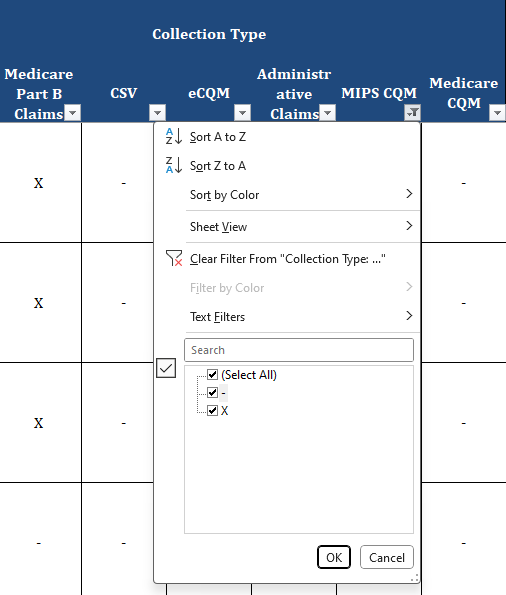 Collection Type
Medicare
Part B
Claims
CSV
eCQM
Administr
ative
Claims
MIPS CQM
Medicare
CQM
Sort A to Z
Sort Z to A
Sort by Color
Sheet View
Clear Filter From "Collection Type: ..."
Filter by Color
Text Filters
Search
(Select All)
-
X
OK
Cancel
X - -
X - -
X - -
- - -